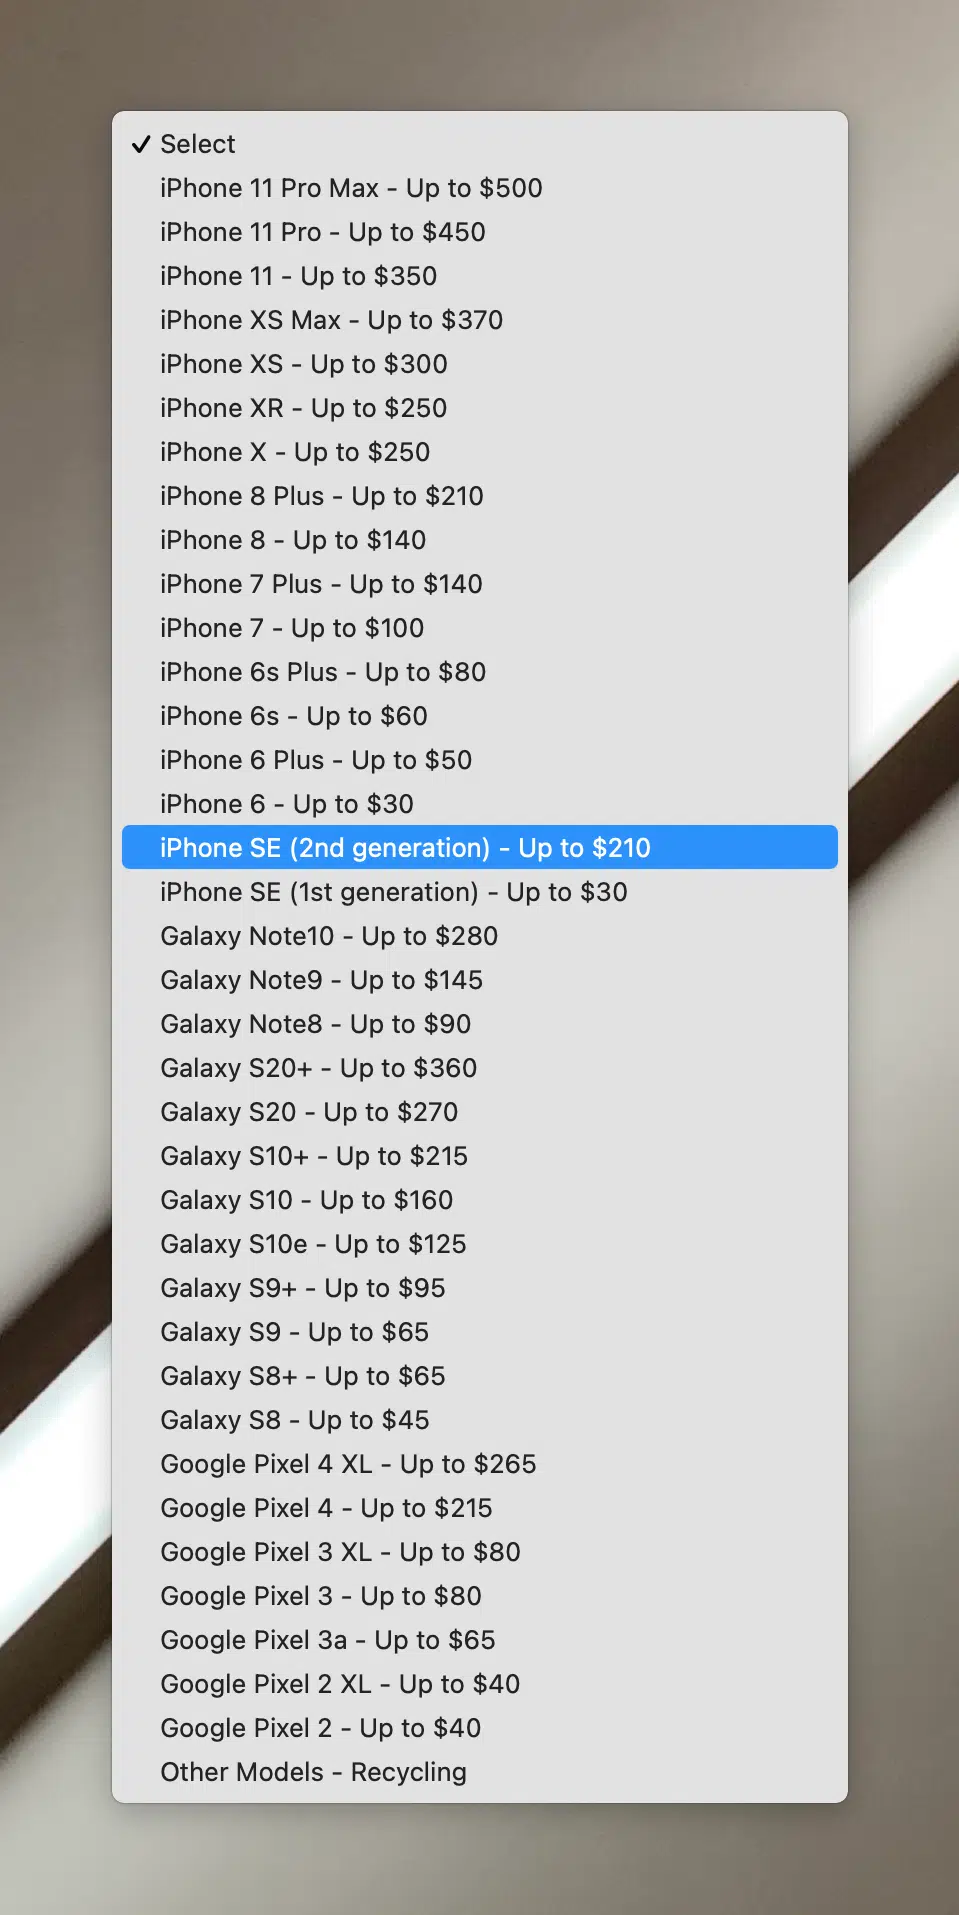 ✓ Select
iPhone 11 Pro Max - Up to $500
iPhone 11 Pro - Up to $450
iPhone 11 - Up to $350
iPhone XS Max - Up to $370
iPhone XS - Up to $300
iPhone XR - Up to $250
iPhone X - Up to $250
iPhone 8 Plus - Up to $210
iPhone 8 - Up to $140
iPhone 7 Plus - Up to $140
iPhone 7 - Up to $100
iPhone 6s Plus - Up to $80
iPhone 6s - Up to $60
iPhone 6 Plus - Up to $50
iPhone 6 - Up to $30
iPhone SE (2nd generation) - Up to $210
iPhone SE (1st generation) - Up to $30
Galaxy Note10 - Up to $280
Galaxy Note9 - Up to $145
Galaxy Note8 - Up to $90
Galaxy S20+ - Up to $360
Galaxy S20 - Up to $270
Galaxy S10+ - Up to $215
Galaxy S10 - Up to $160
Galaxy S10e - Up to $125
Galaxy S9+ - Up to $95
Galaxy S9 - Up to $65
Galaxy S8+ - Up to $65
Galaxy S8 - Up to $45
Google Pixel 4 XL - Up to $265
Google Pixel 4 - Up to $215
Google Pixel 3 XL - Up to $80
Google Pixel 3 - Up to $80
Google Pixel 3a - Up to $65
Google Pixel 2 XL - Up to $40
Google Pixel 2 - Up to $40
Other Models - Recycling